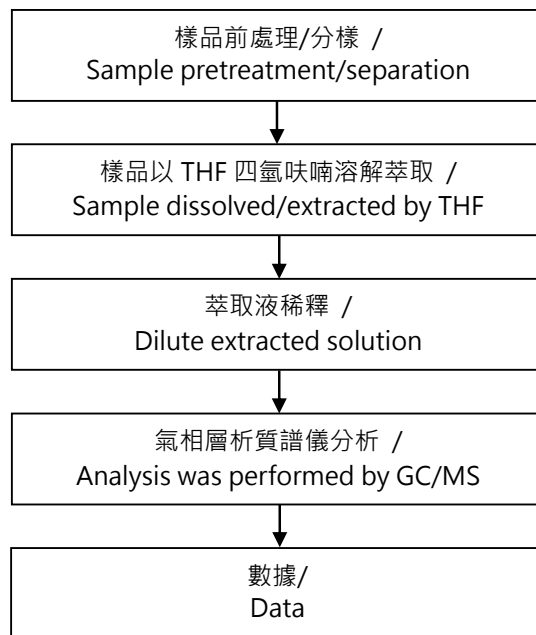 樣品前處理/分樣 /
Sample pretreatment/separation
樣品以 THF 四氫呋喃溶解萃取 /
Sample dissolved/extracted by THF
萃取液稀釋 /
Dilute extracted solution
氣相層析質譜儀分析 /
Analysis was performed by GC/MS
數據/
Data